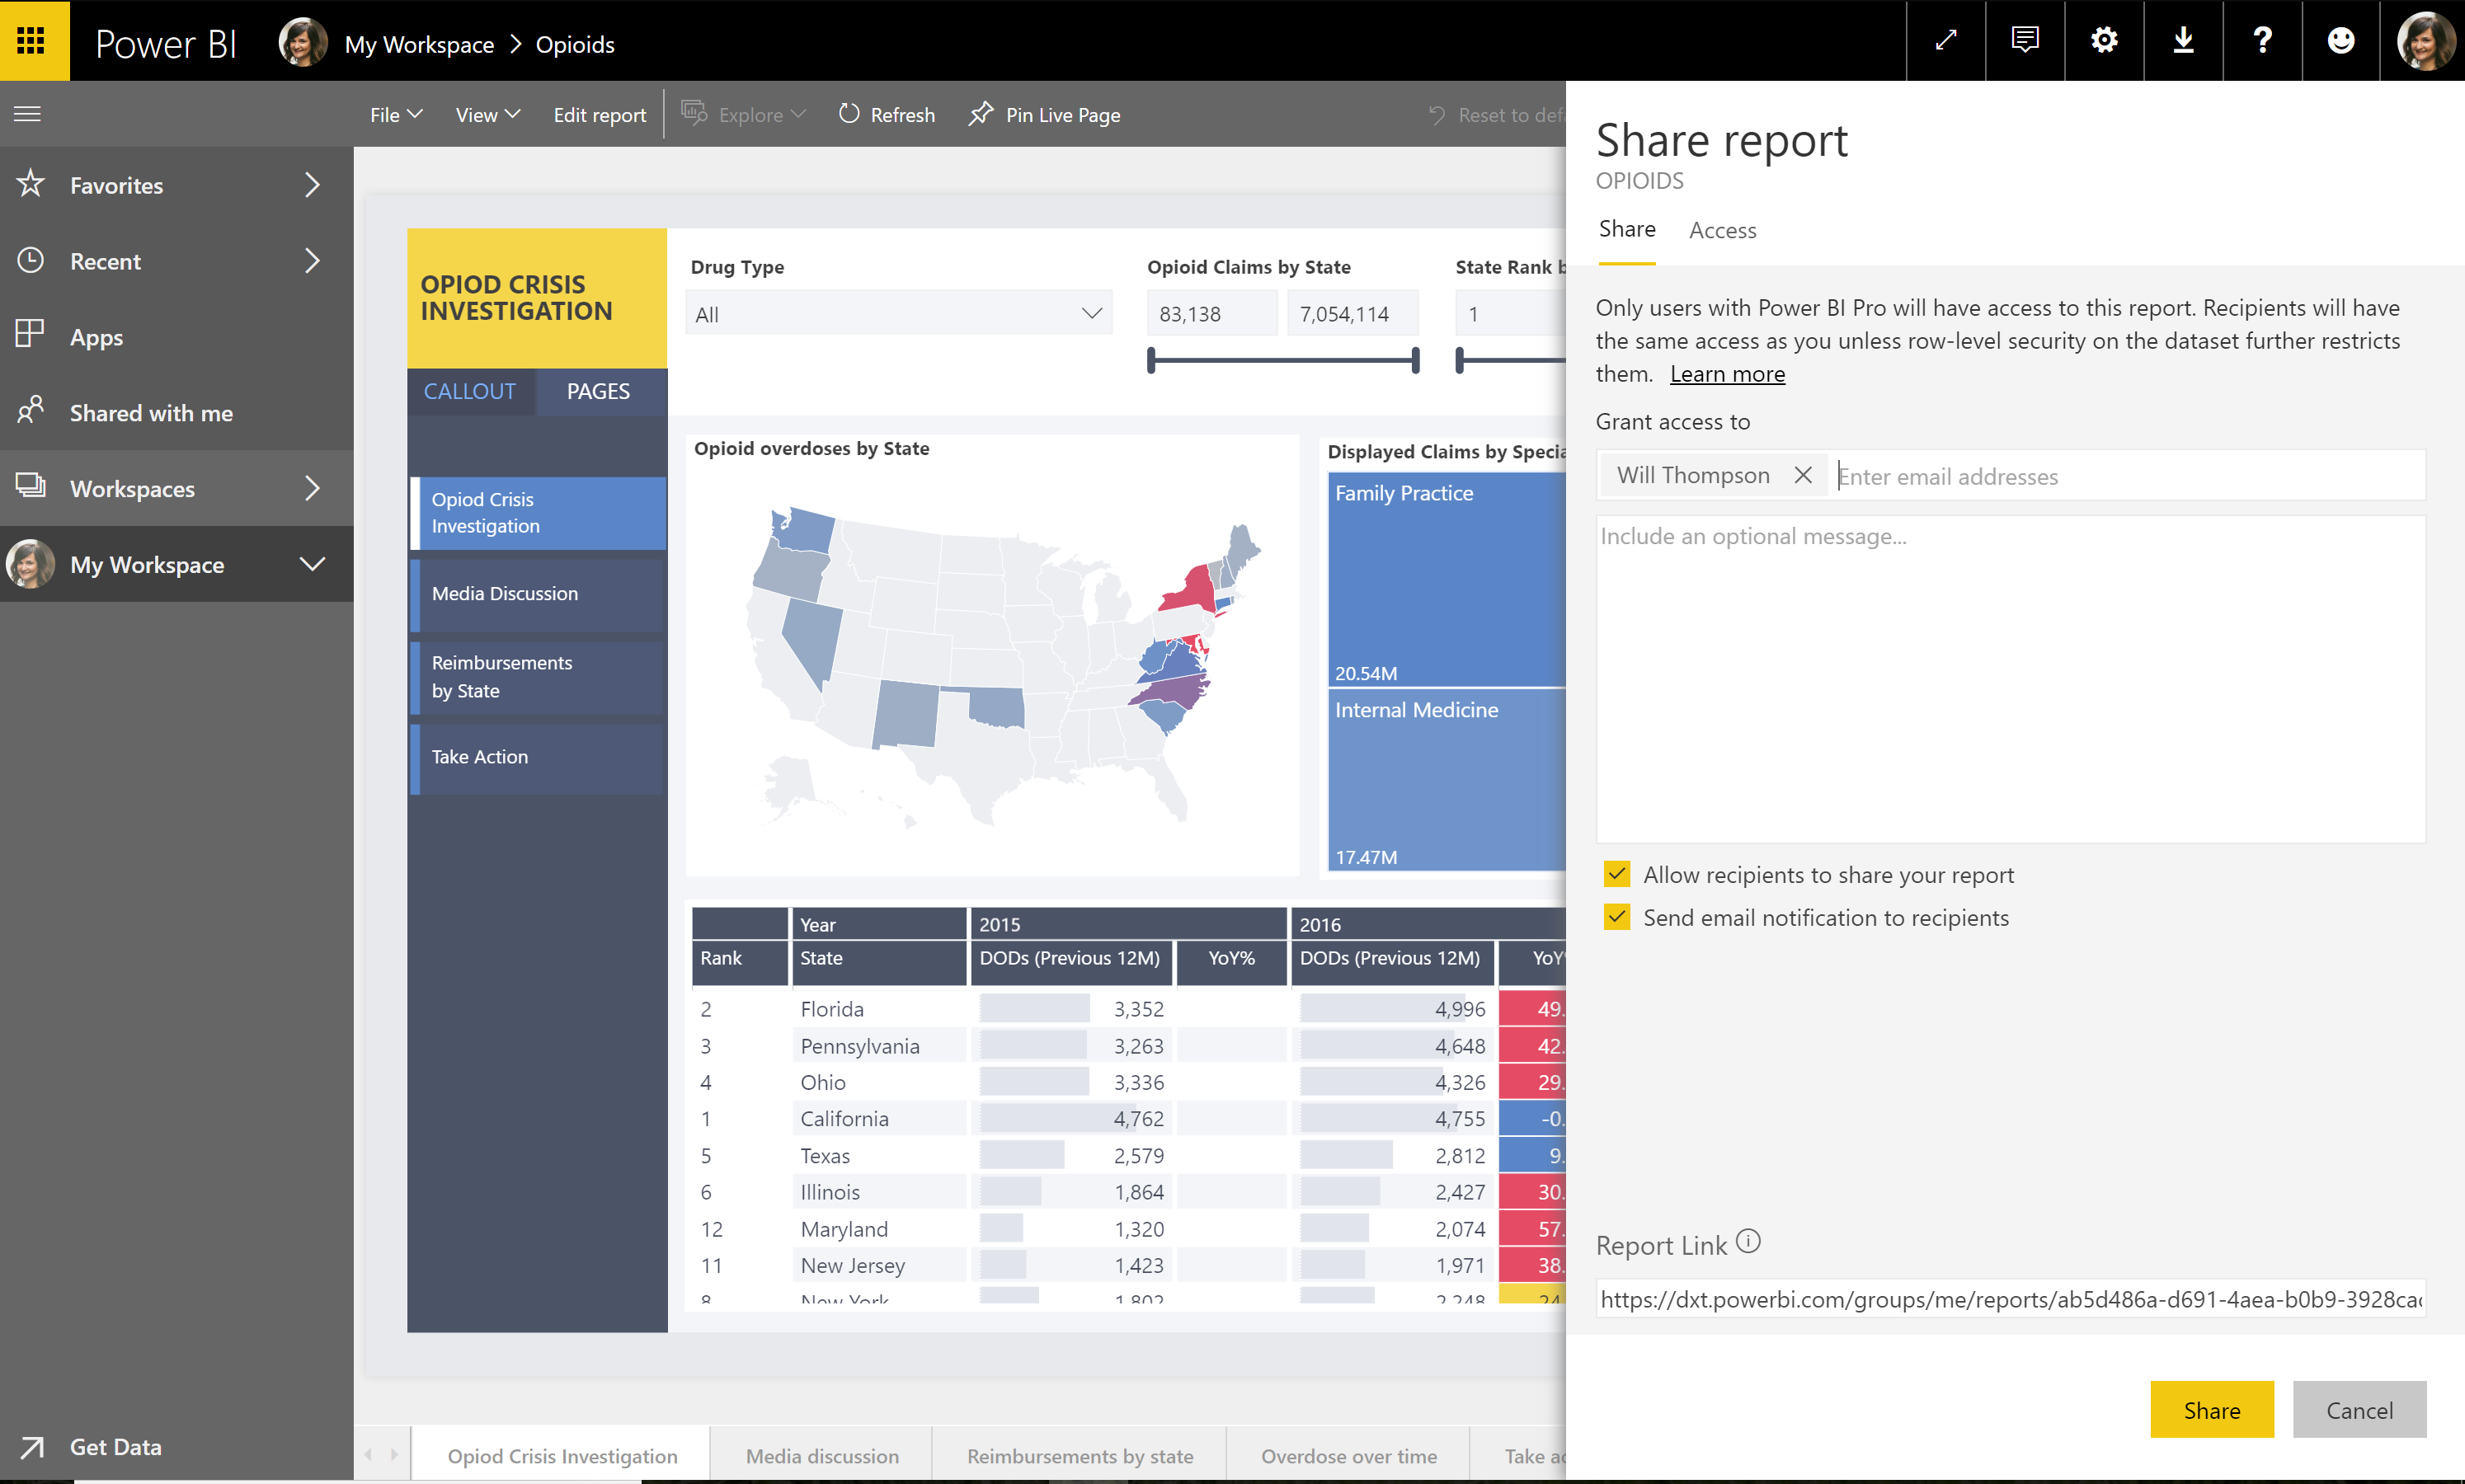 Power BI
My Workspace > Opioids
File
View
Edit report
Explore
Refresh
Pin Live Page
Reset to def
Favorites
Recent
Apps
Shared with me
Workspaces
My Workspace
Get Data
OPIOD CRISIS
INVESTIGATION
CALLOUT
PAGES
Opiod Crisis
Investigation
Media Discussion
Reimbursements
by State
Take Action
Drug Type
All
Opioid Claims by State
83,138
7,054,114
State Rank b
1
Opioid overdoses by State
Displayed Claims by Specia
Family Practice
20.54M
Internal Medicine
17.47M
Year 2015 2016
Rank State DODs (Previous 12M) YoY% DODs (Previous 12M) YoY%
2 Florida 3,352 4,996 49.
3 Pennsylvania 3,263 4,648 42.
4 Ohio 3,336 4,326 29.
1 California 4,762 4,755 -0.
5 Texas 2,579 2,812 9.
6 Illinois 1,864 2,427 30.
12 Maryland 1,320 2,074 57.
11 New Jersey 1,423 1,971 38.
8 New York 1,802 2,248 24.
Opiod Crisis Investigation
Media discussion
Reimbursements by state
Overdose over time
Take ac
Share report
OPIOIDS
Share
Access
Only users with Power BI Pro will have access to this report. Recipients will have
the same access as you unless row-level security on the dataset further restricts
them. Learn more
Grant access to
Will Thompson
Enter email addresses
Include an optional message...
Allow recipients to share your report
Send email notification to recipients
Report Link
https://dxt.powerbi.com/groups/me/reports/ab5d486a-d691-4aea-b0b9-3928cac
Share
Cancel